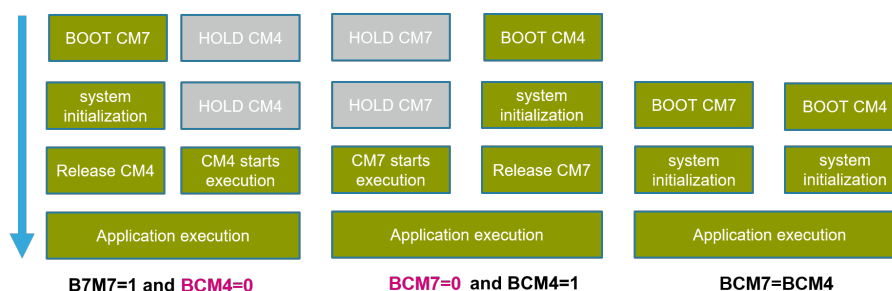 BOOT CM7 HOLD CM4 HOLD CM7 BOOT CM4
system initialization HOLD CM4 HOLD CM7 system initialization BOOT CM7 BOOT CM4
Release CM4 CM4 starts execution CM7 starts execution Release CM7 system initialization system initialization
Application execution Application execution Application execution
B7M7=1 and BCM4=0 BCM7=0 and BCM4=1 BCM7=BCM4